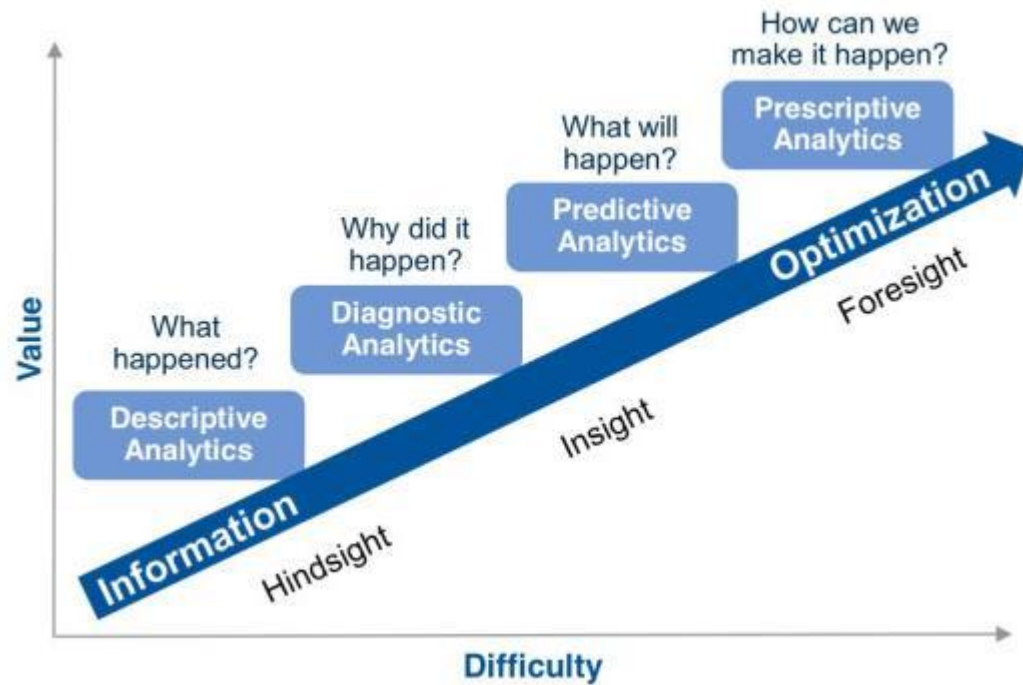 How can we
make it happen?
Prescriptive
Analytics
What will
happen?
Predictive
Analytics
Why did it
happen?
Diagnostic
Analytics
What
happened?
Descriptive
Analytics
Value
Information
Optimization
Hindsight
Insight
Foresight
Difficulty